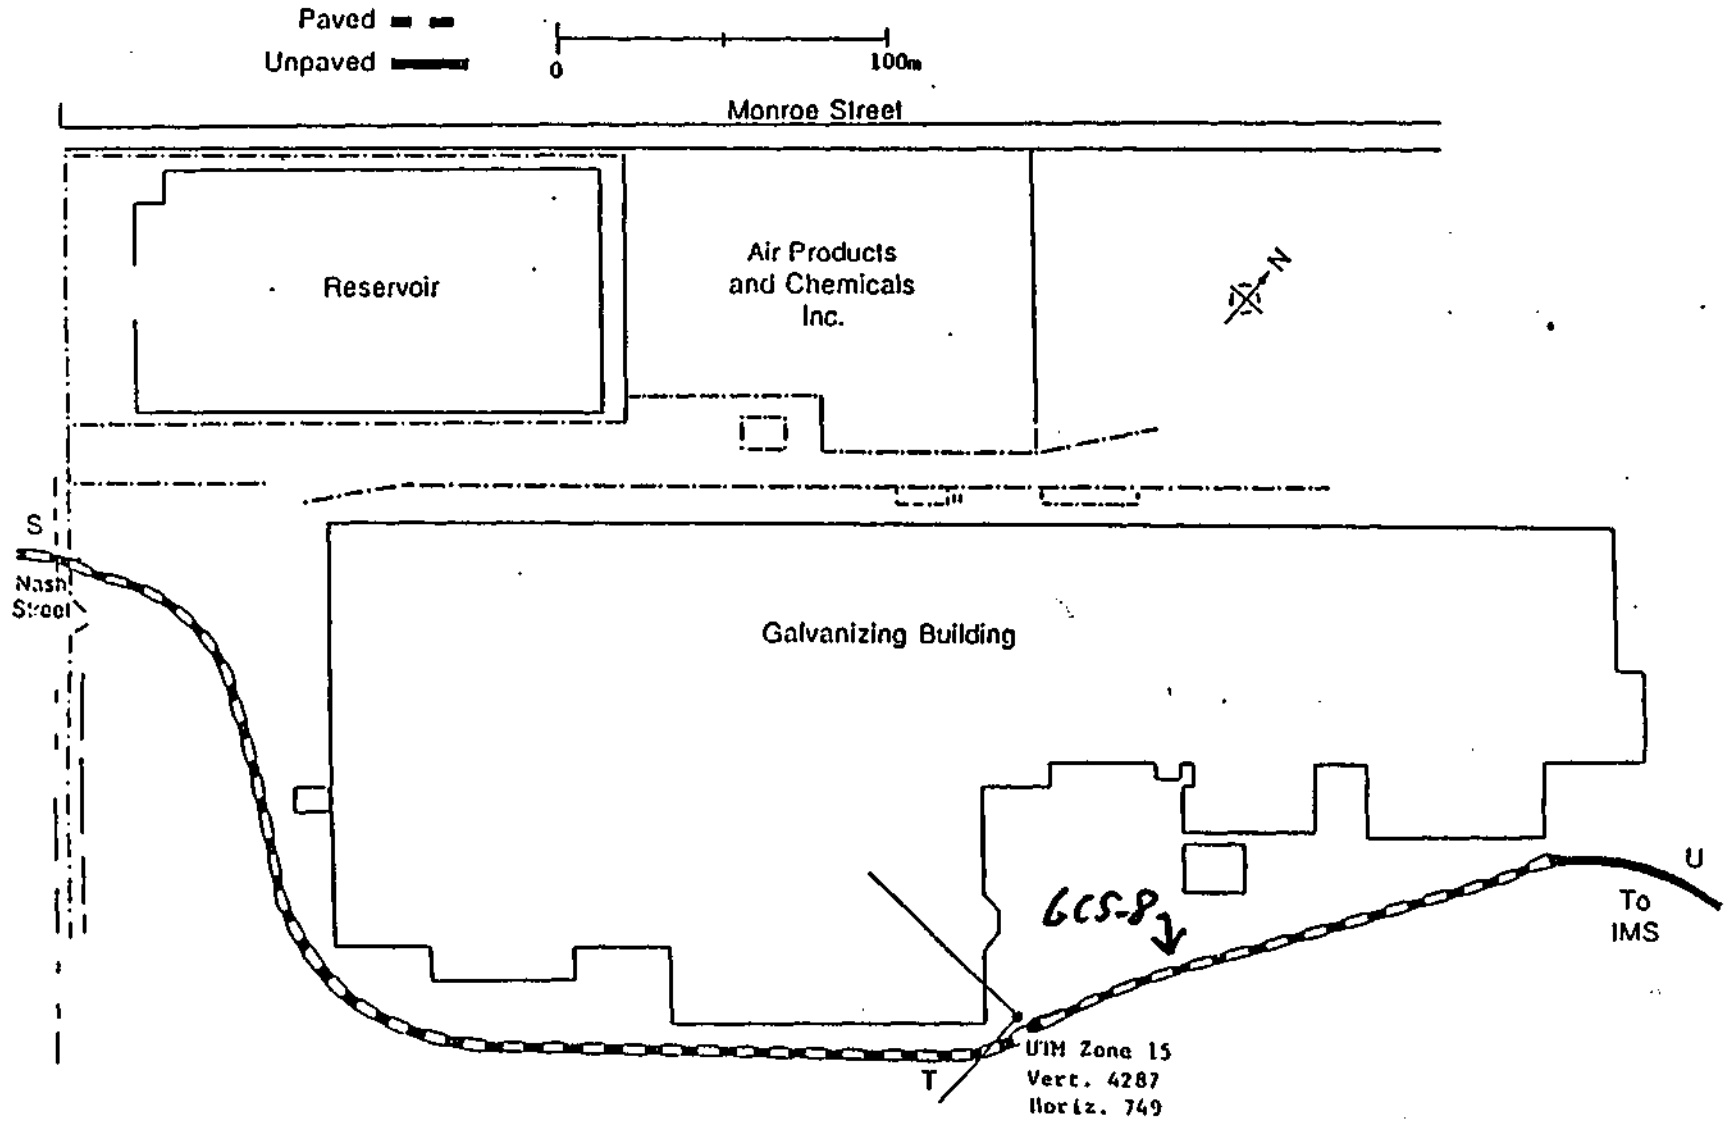 Paved
Unpaved
0
100m
Monroe Street
Reservoir
Air Products
and Chemicals
Inc.
N
S
Nash
Street
Galvanizing Building
GCS-8
U
To
IMS
T
UTM Zone 15
Vert. 4287
Horiz. 749